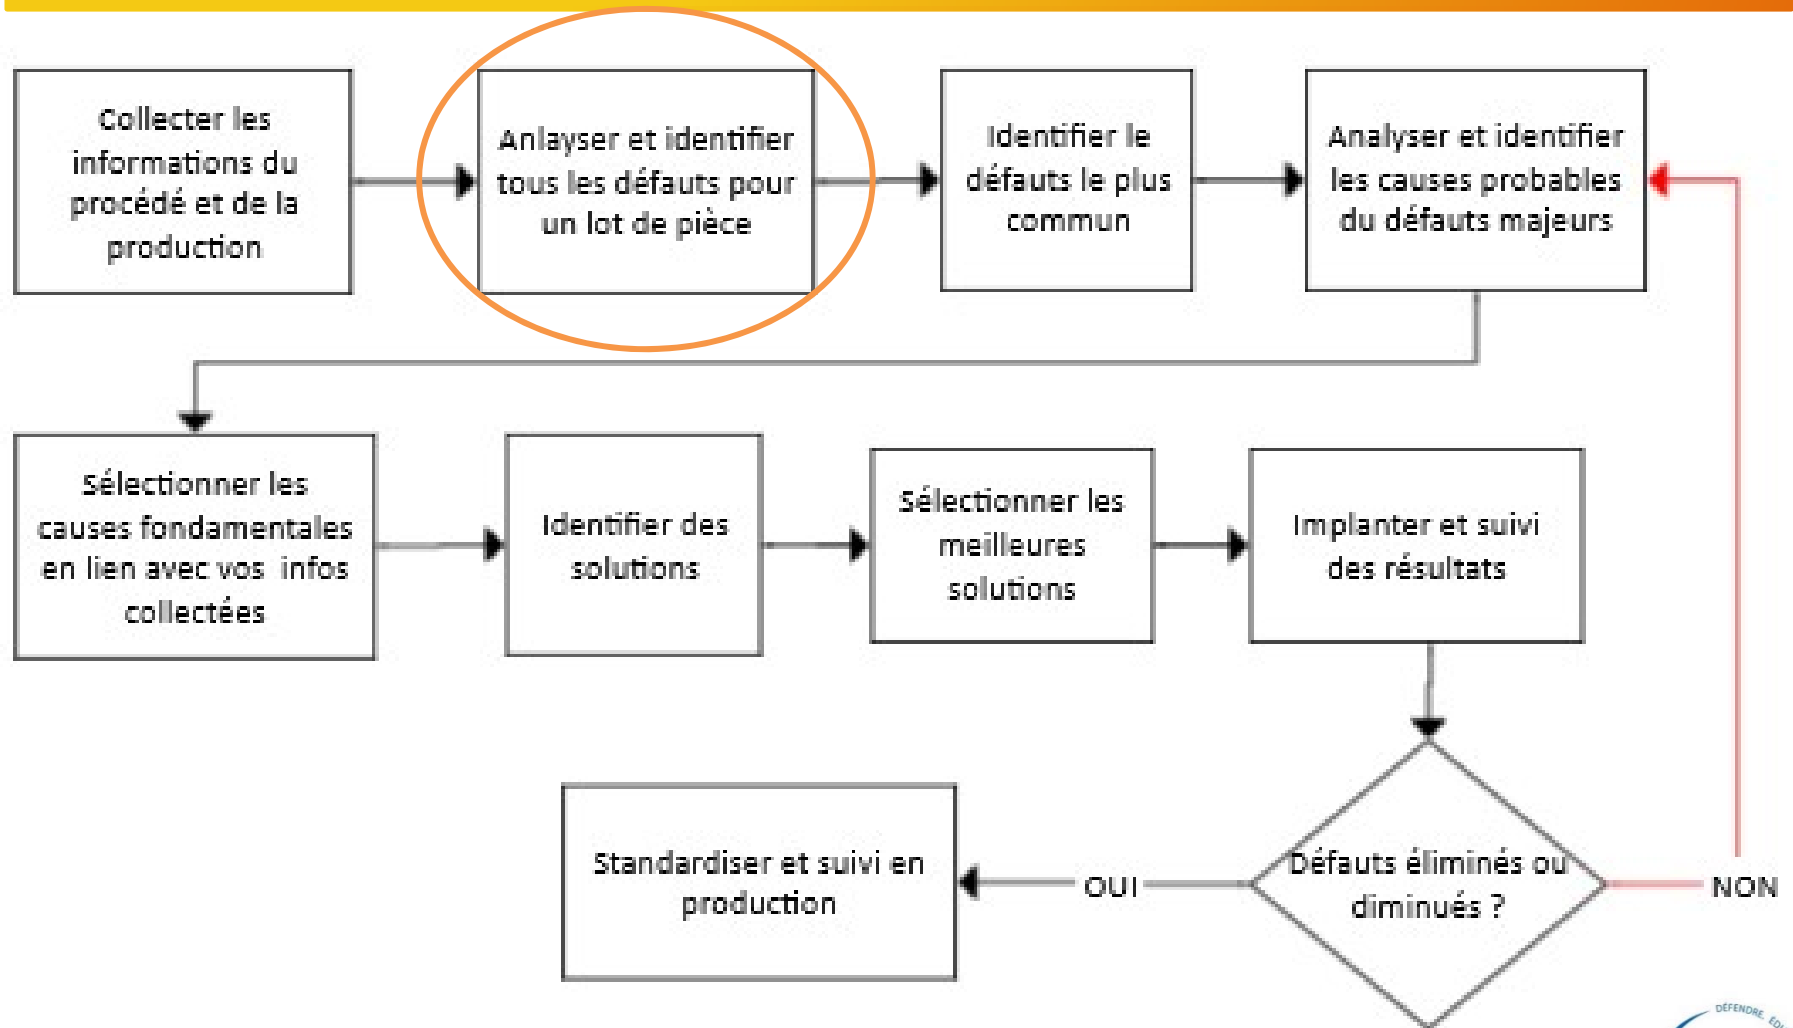 Collecter les
informations du
procédé et de la
production
Anlayser et identifier
tous les défauts pour
un lot de pièce
Identifier le
défauts le plus
commun
Analyser et identifier
les causes probables
du défauts majeurs
Sélectionner les
causes fondamentales
en lien avec vos infos
collectées
Identifier des
solutions
Sélectionner les
meilleures
solutions
Implanter et suivi
des résultats
Défauts éliminés ou
diminués ?
NON
OUI
Standardiser et suivi en
production
DÉFENDRE